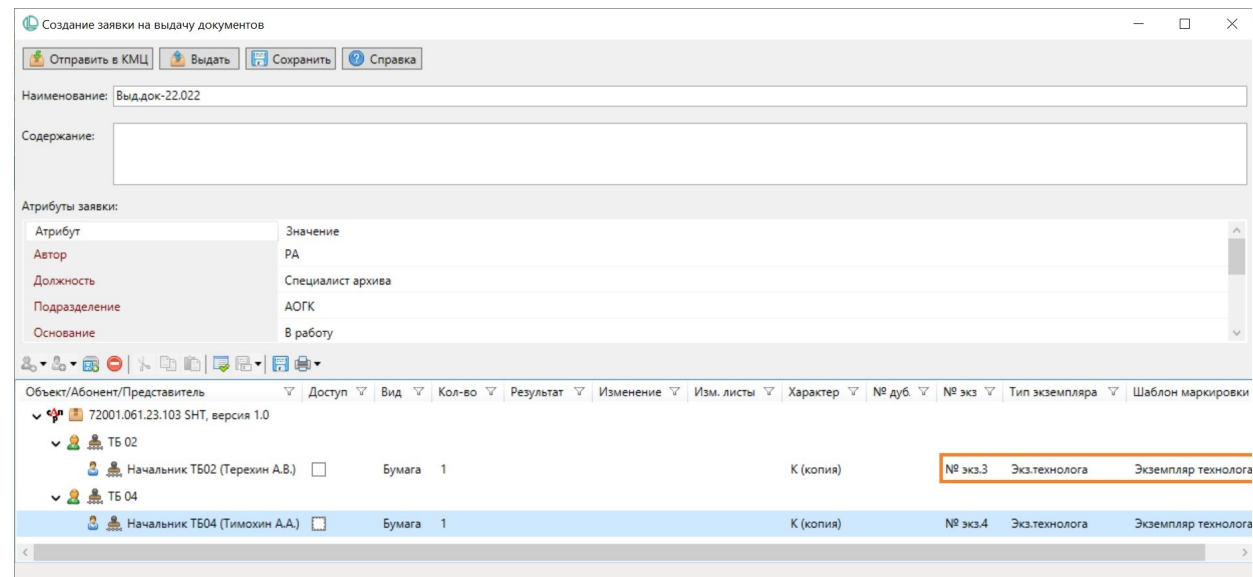 Создание заявки на выдачу документов
Отправить в КМЦ Выдать Сохранить Справка
Наименование: Выд.док-22.022
Содержание:
Атрибуты заявки:
Атрибут Значение
Автор РА
Должность Специалист архива
Подразделение АОГК
Основание В работу
Объект/Абонент/Представитель Доступ Вид Кол-во Результат Изменение Изм. листы Характер № дуб. № экз Тип экземпляра Шаблон маркировки
72001.061.23.103 SHT, версия 1.0
ТБ 02
Начальник ТБ02 (Терехин А.В.) Бумага 1 К (копия) № экз.3 Экз.технолога Экземпляр технолога
ТБ 04
Начальник ТБ04 (Тимохин А.А.) Бумага 1 К (копия) № экз.4 Экз.технолога Экземпляр технолога